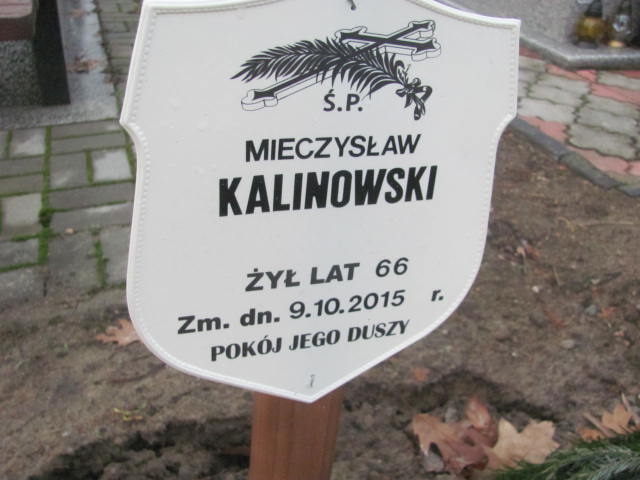 Ś.P.
MIECZYSŁAW
KALINOWSKI
ŻYŁ LAT 66
Zm. dn. 9.10.2015 r.
POKÓJ JEGO DUSZY